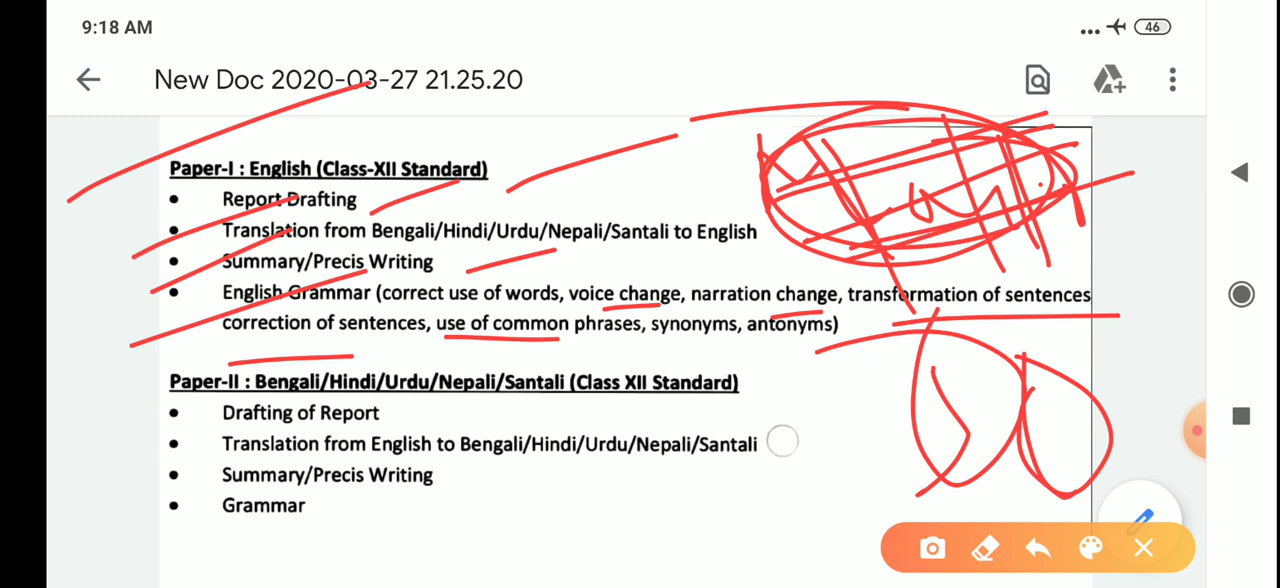 9:18 AM
46
New Doc 2020-03-27 21.25.20
Paper-I : English (Class-XII Standard)
• Report Drafting
• Translation from Bengali/Hindi/Urdu/Nepali/Santali to English
• Summary/Precis Writing
• English Grammar (correct use of words, voice change, narration change, transformation of sentences
correction of sentences, use of common phrases, synonyms, antonyms)
Paper-II : Bengali/Hindi/Urdu/Nepali/Santali (Class XII Standard)
• Drafting of Report
• Translation from English to Bengali/Hindi/Urdu/Nepali/Santali
• Summary/Precis Writing
• Grammar